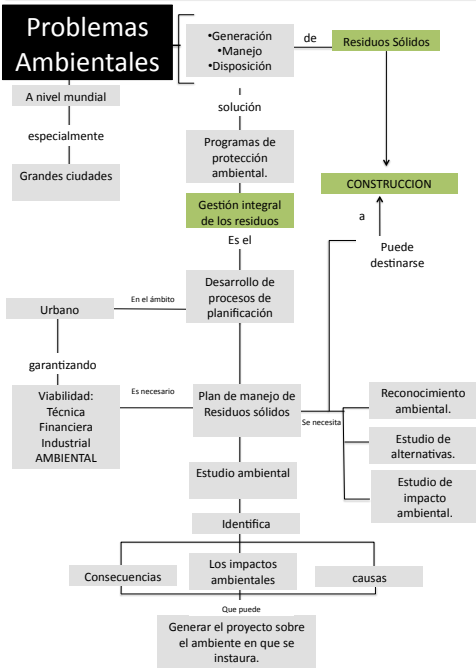 Problemas
Ambientales
•Generación
•Manejo
•Disposición
de
Residuos Sólidos
A nivel mundial
especialmente
Grandes ciudades
solución
Programas de
protección
ambiental.
Gestión integral
de los residuos
CONSTRUCCION
a
Puede
destinarse
Es el
Desarrollo de
procesos de
planificación
En el ámbito
Urbano
garantizando
Viabilidad:
Técnica
Financiera
Industrial
AMBIENTAL
Es necesario
Plan de manejo de
Residuos sólidos
Se necesita
Reconocimiento
ambiental.
Estudio de
alternativas.
Estudio de
impacto
ambiental.
Estudio ambiental
Identifica
Consecuencias
Los impactos
ambientales
causas
Que puede
Generar el proyecto sobre
el ambiente en que se
instaura.